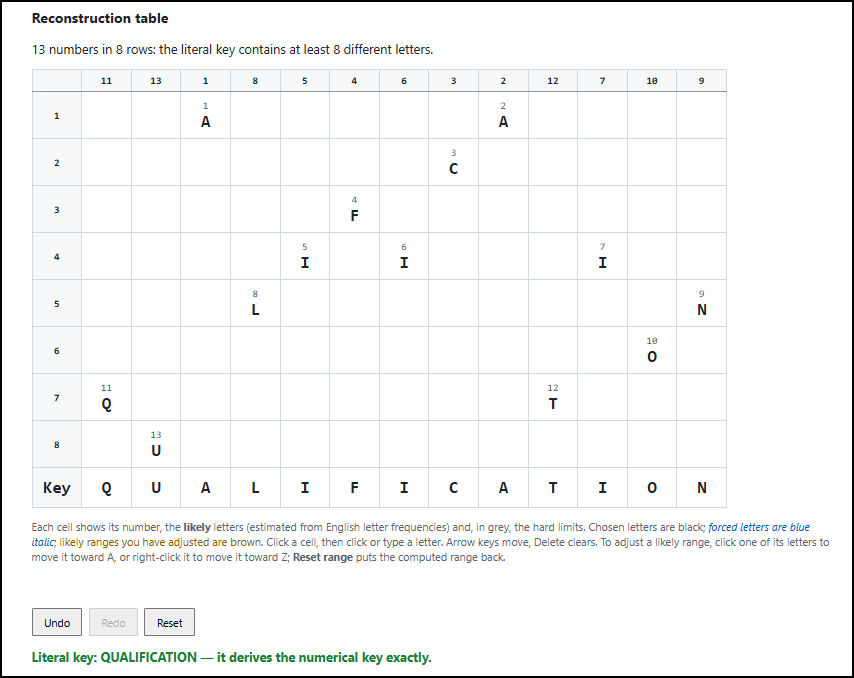 Reconstruction table
13 numbers in 8 rows: the literal key contains at least 8 different letters.
11 13 1 8 5 4 6 3 2 12 7 10 9
1 1 A 2 A
2 3 C
3 4 F
4 5 I 6 I 7 I
5 8 L 9 N
6 10 O
7 11 Q 12 T
8 13 U
Key Q U A L I F I C A T I O N
Each cell shows its number, the likely letters (estimated from English letter frequencies) and, in grey, the hard limits. Chosen letters are black; forced letters are blue
italic; likely ranges you have adjusted are brown. Click a cell, then click or type a letter. Arrow keys move, Delete clears. To adjust a likely range, click one of its letters to
move it toward A, or right-click it to move it toward Z; Reset range puts the computed range back.
Undo Redo Reset
Literal key: QUALIFICATION — it derives the numerical key exactly.